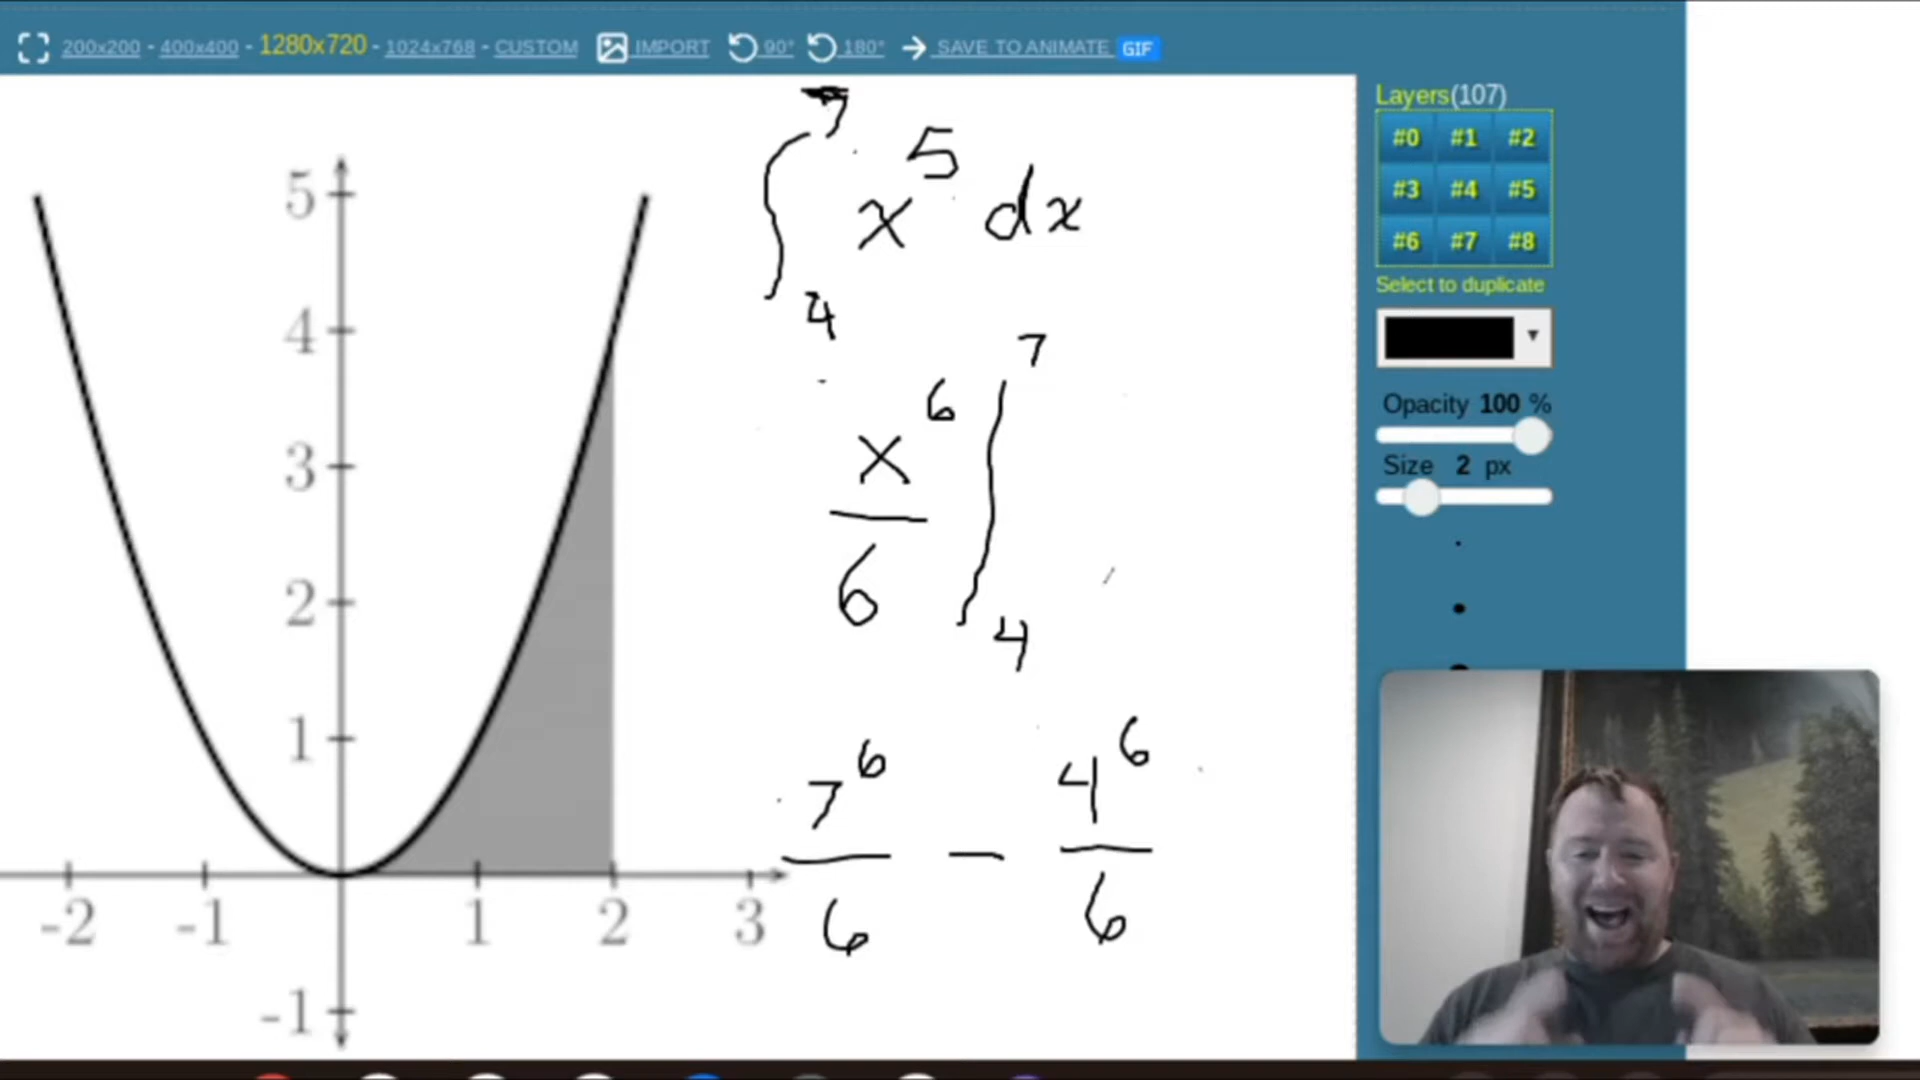 200x200 - 400x400 - 1280x720 - 1024x768 - CUSTOM IMPORT 90° 180° SAVE TO ANIMATE GIF
Layers(107)
#0 #1 #2
#3 #4 #5
#6 #7 #8
Select to duplicate
Opacity 100 %
Size 2 px
5
4
3
2
1
-2 -1 1 2 3
-1
7
∫ x^5 dx
4
x^6 7
6 4
7^6 - 4^6
6 6